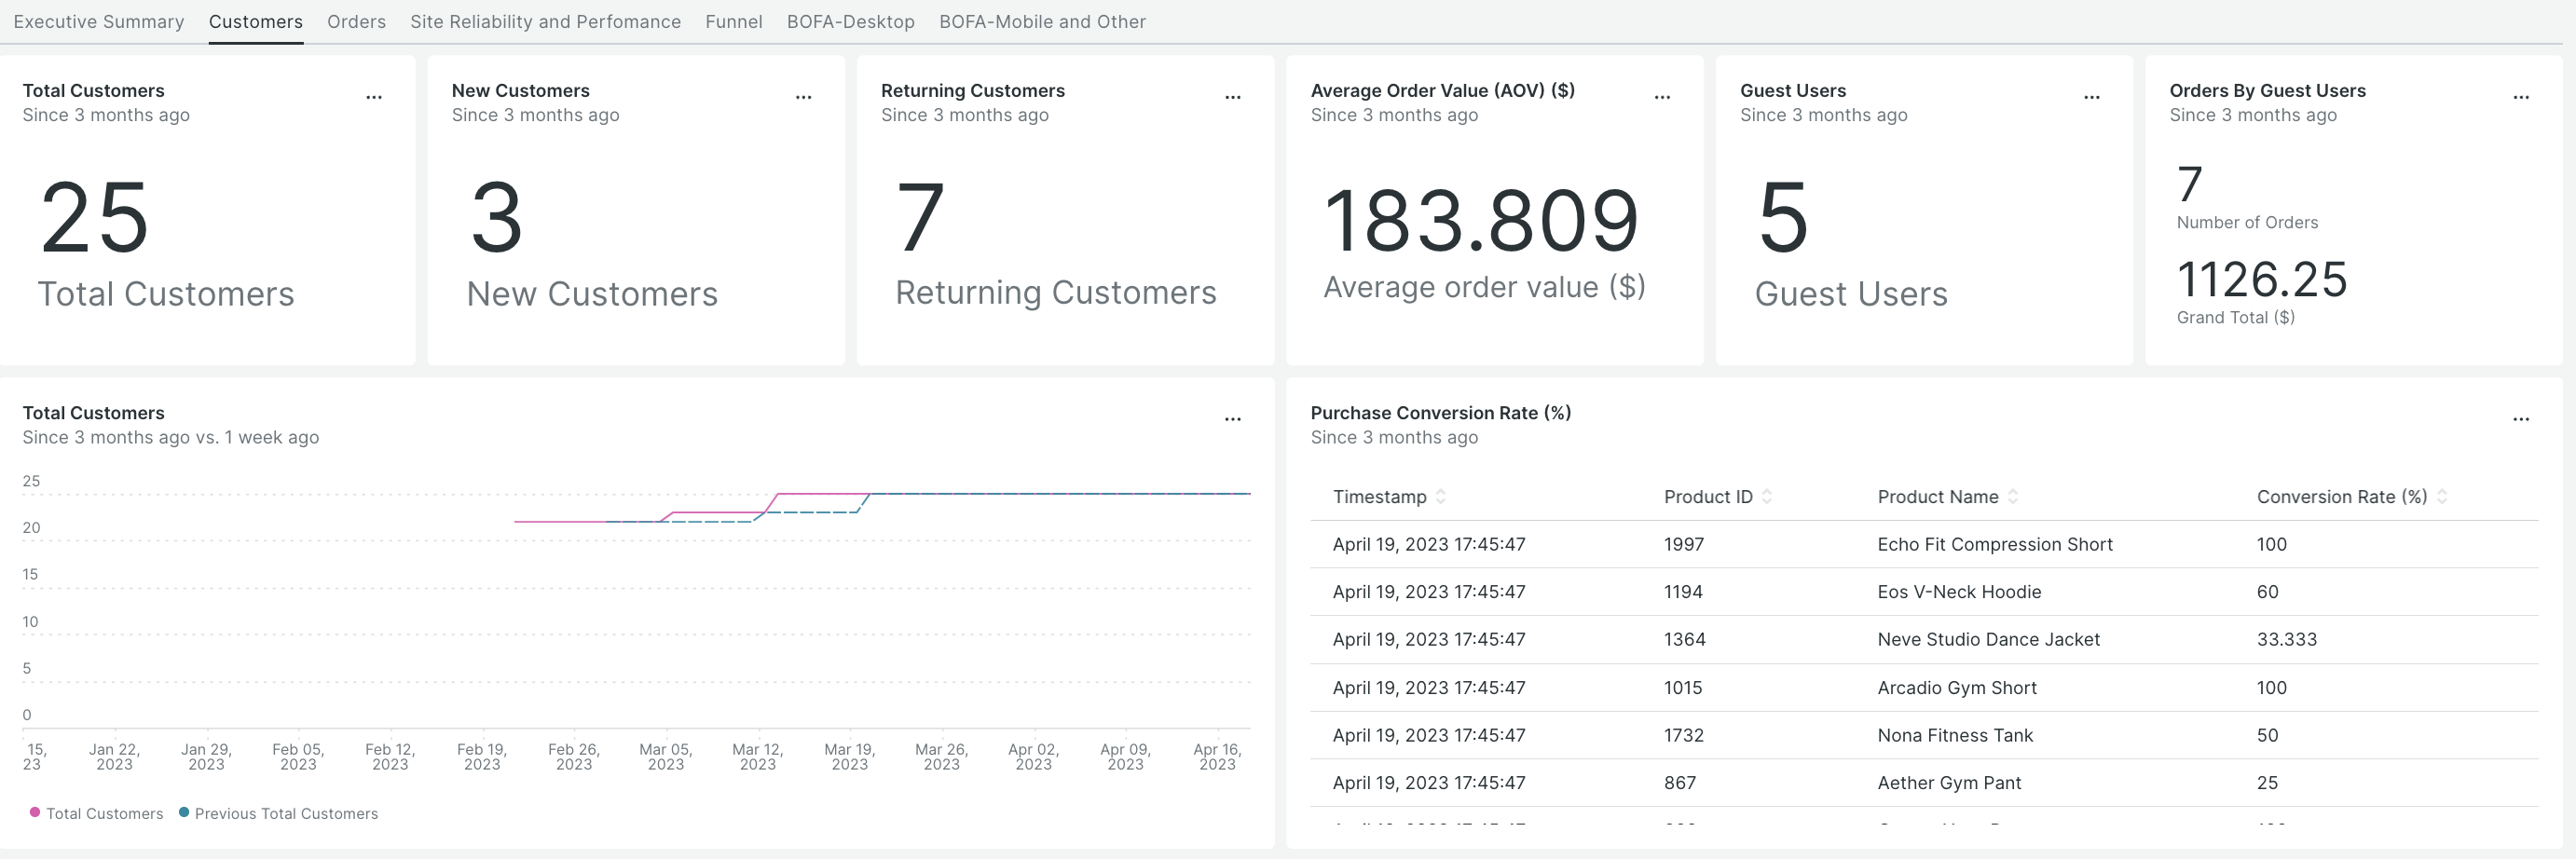 Executive Summary Customers Orders Site Reliability and Perfomance Funnel BOFA-Desktop BOFA-Mobile and Other
Total Customers
Since 3 months ago
...
25
Total Customers
New Customers
Since 3 months ago
...
3
New Customers
Returning Customers
Since 3 months ago
...
7
Returning Customers
Average Order Value (AOV) ($)
Since 3 months ago
...
183.809
Average order value ($)
Guest Users
Since 3 months ago
...
5
Guest Users
Orders By Guest Users
Since 3 months ago
...
7
Number of Orders
1126.25
Grand Total ($)
Total Customers
Since 3 months ago vs. 1 week ago
...
25
20
15
10
5
0
15, Jan 22, Jan 29, Feb 05, Feb 12, Feb 19, Feb 26, Mar 05, Mar 12, Mar 19, Mar 26, Apr 02, Apr 09, Apr 16,
23 2023 2023 2023 2023 2023 2023 2023 2023 2023 2023 2023 2023 2023
Total Customers Previous Total Customers
Purchase Conversion Rate (%)
Since 3 months ago
...
Timestamp Product ID Product Name Conversion Rate (%)
April 19, 2023 17:45:47 1997 Echo Fit Compression Short 100
April 19, 2023 17:45:47 1194 Eos V-Neck Hoodie 60
April 19, 2023 17:45:47 1364 Neve Studio Dance Jacket 33.333
April 19, 2023 17:45:47 1015 Arcadio Gym Short 100
April 19, 2023 17:45:47 1732 Nona Fitness Tank 50
April 19, 2023 17:45:47 867 Aether Gym Pant 25